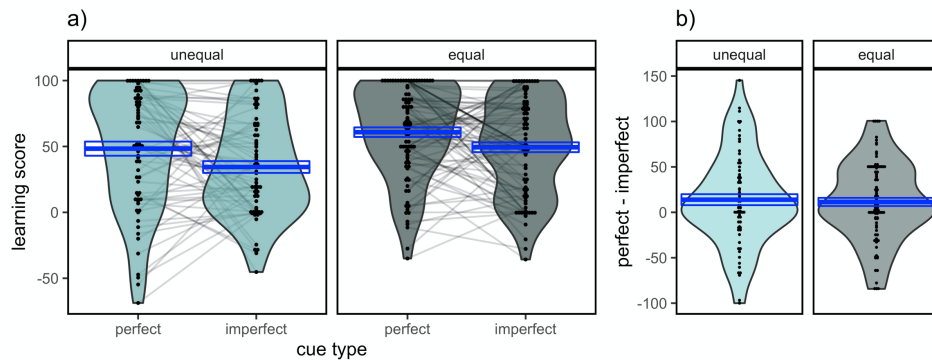 a)
unequal
equal
learning score
100
50
0
-50
perfect
imperfect
perfect
imperfect
cue type
b)
unequal
equal
perfect - imperfect
150
100
50
0
-50
-100